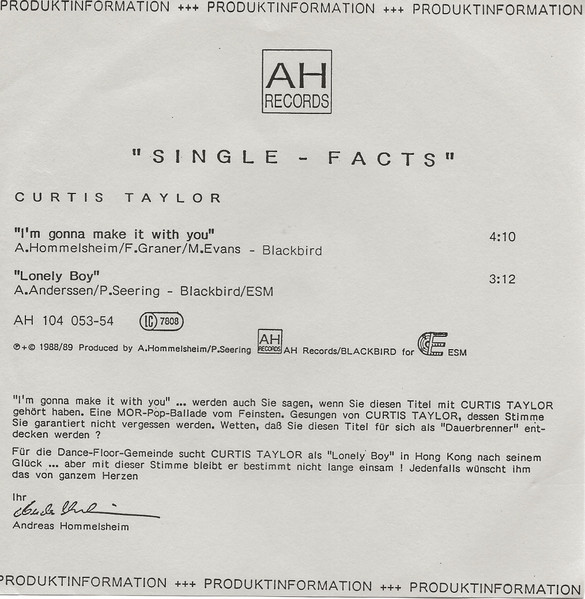 PRODUKTINFORMATION +++ PRODUKTINFORMATION +++ PRODUKTINFORMATION
AH
RECORDS
"SINGLE - FACTS"
CURTIS TAYLOR
"I'm gonna make it with you" 4:10
A.Hommelsheim/F.Graner/M.Evans - Blackbird
"Lonely Boy" 3:12
A.Anderssen/P.Seering - Blackbird/ESM
AH 104 053-54 LC 7808
℗+© 1988/89 Produced by A.Hommelsheim/P.Seering AH RECORDS AH Records/BLACKBIRD for ESM
"I'm gonna make it with you" ... werden auch Sie sagen, wenn Sie diesen Titel mit CURTIS TAYLOR
gehört haben. Eine MOR-Pop-Ballade vom Feinsten. Gesungen von CURTIS TAYLOR, dessen Stimme
Sie garantiert nicht vergessen werden. Wetten, daß Sie diesen Titel für sich als "Dauerbrenner" ent-
decken werden ?
Für die Dance-Floor-Gemeinde sucht CURTIS TAYLOR als "Lonely Boy" in Hong Kong nach seinem
Glück ... aber mit dieser Stimme bleibt er bestimmt nicht lange einsam ! Jedenfalls wünscht ihm
das von ganzem Herzen
Ihr
Andreas Hommelsheim
PRODUKTINFORMATION +++ PRODUKTINFORMATION +++ PRODUKTINFORMATION